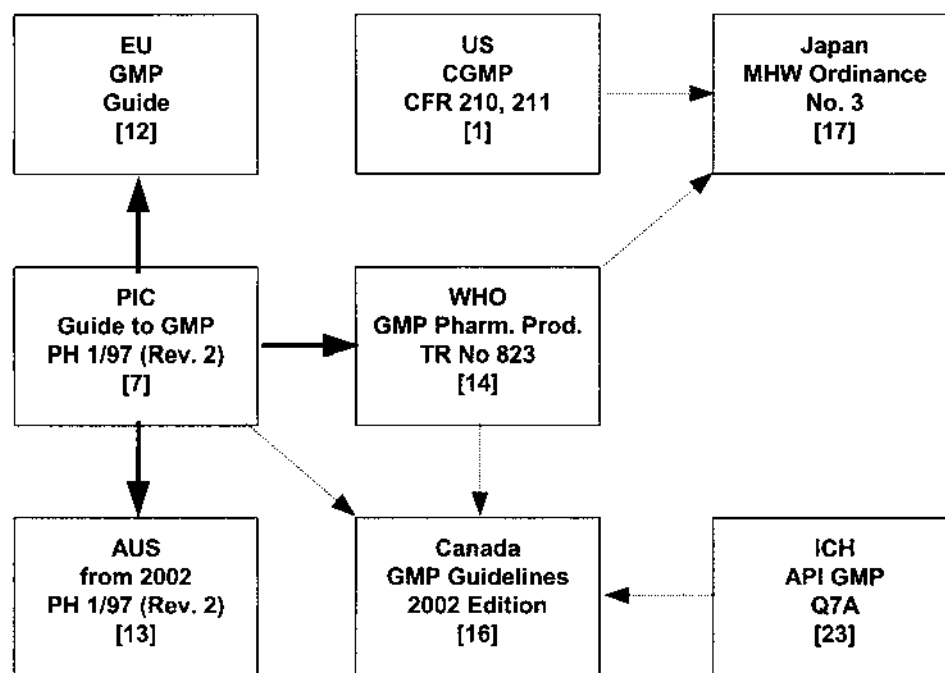 EU
GMP
Guide
[12]
US
CGMP
CFR 210, 211
[1]
Japan
MHW Ordinance
No. 3
[17]
PIC
Guide to GMP
PH 1/97 (Rev. 2)
[7]
WHO
GMP Pharm. Prod.
TR No 823
[14]
AUS
from 2002
PH 1/97 (Rev. 2)
[13]
Canada
GMP Guidelines
2002 Edition
[16]
ICH
API GMP
Q7A
[23]